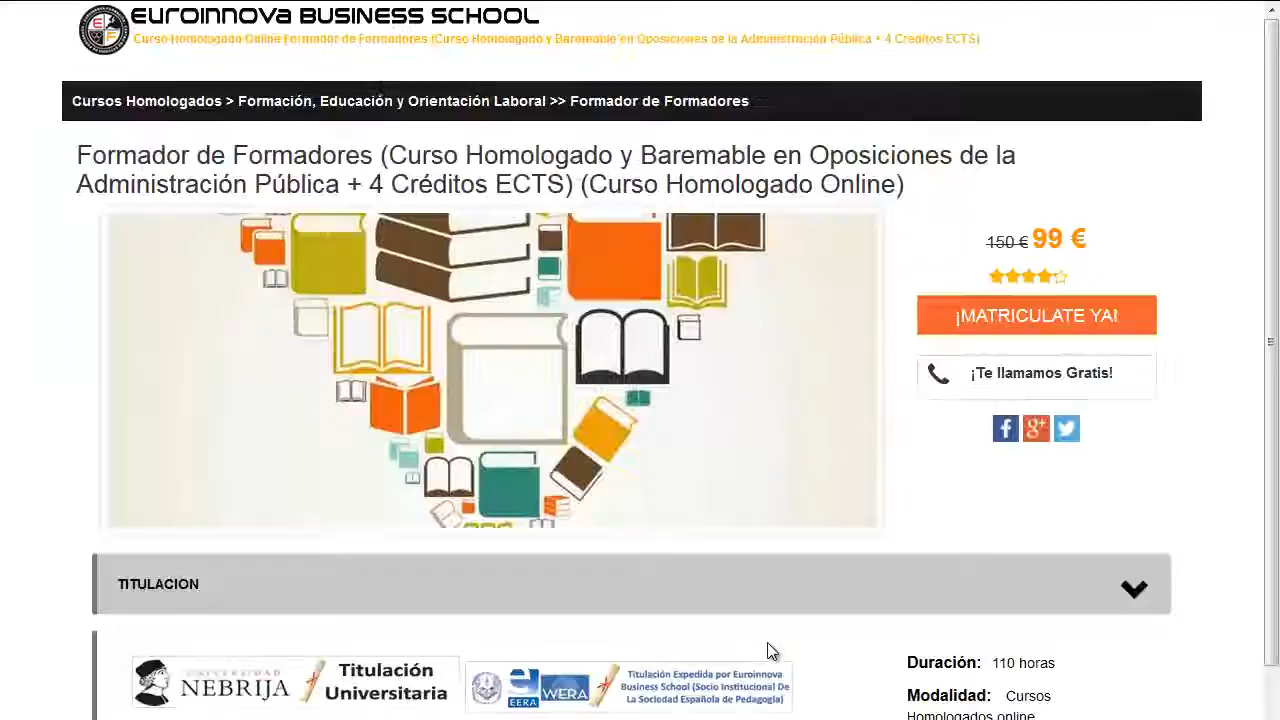 EUROINNOVA BUSINESS SCHOOL
Curso Homologado Online Formador de Formadores (Curso Homologado y Baremable en Oposiciones de la Administración Pública + 4 Creditos ECTS)
Cursos Homologados > Formación, Educación y Orientación Laboral >> Formador de Formadores
Formador de Formadores (Curso Homologado y Baremable en Oposiciones de la
Administración Pública + 4 Créditos ECTS) (Curso Homologado Online)
150 € 99 €
¡MATRICULATE YA!
¡Te llamamos Gratis!
TITULACION
UNIVERSIDAD
NEBRIJA
Titulación
Universitaria
EERA
WERA
Titulación Expedida por Euroinnova
Business School (Socio Institucional De
La Sociedad Española de Pedagogía)
Duración: 110 horas
Modalidad: Cursos
Homologados online